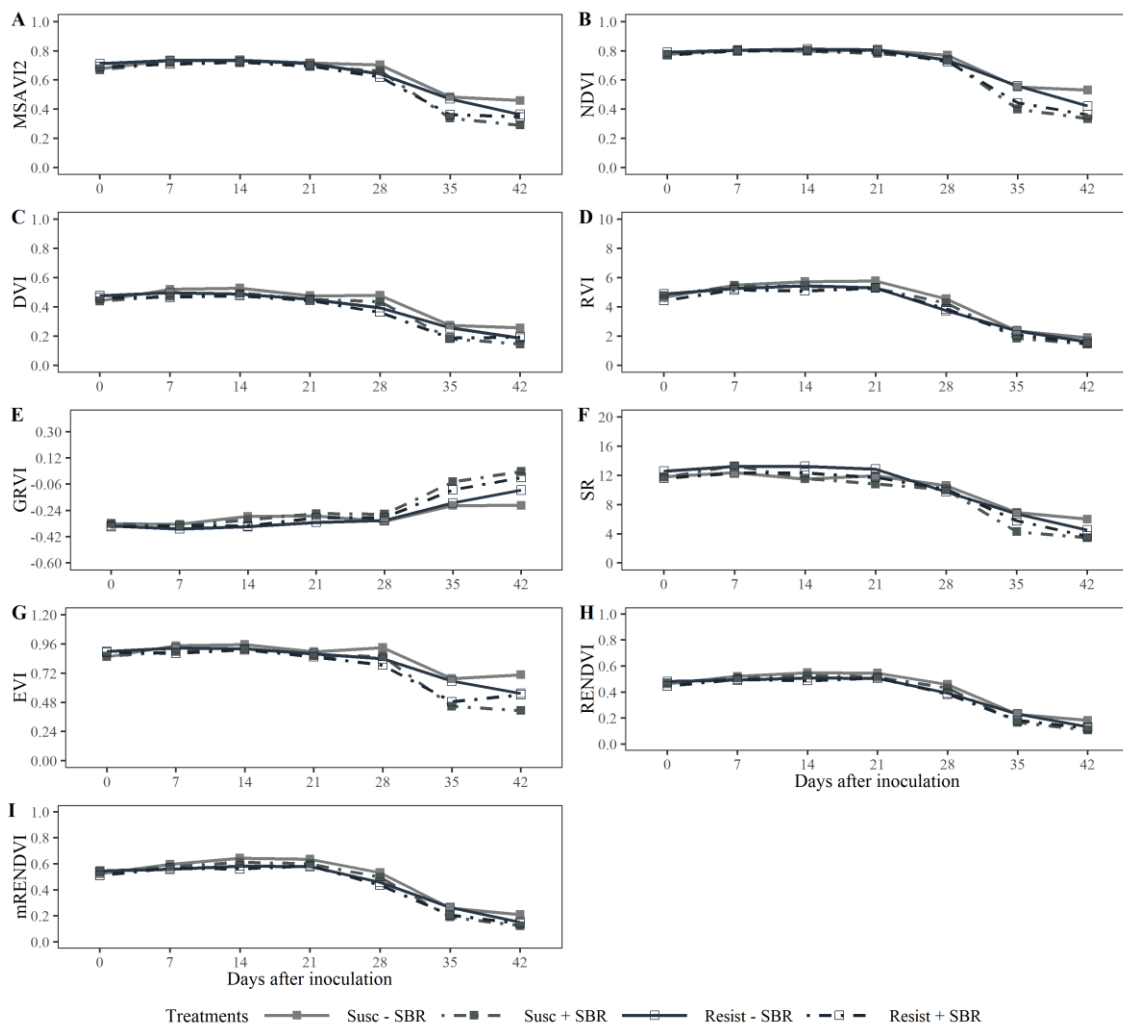 A
MSAVI2
1.0
0.8
0.6
0.4
0.2
0.0
0 7 14 21 28 35 42
B
NDVI
1.0
0.8
0.6
0.4
0.2
0.0
0 7 14 21 28 35 42
C
DVI
1.0
0.8
0.6
0.4
0.2
0.0
0 7 14 21 28 35 42
D
RVI
10
8
6
4
2
0
0 7 14 21 28 35 42
E
GRVI
0.30
0.12
-0.06
-0.24
-0.42
-0.60
0 7 14 21 28 35 42
F
SR
20
16
12
8
4
0
0 7 14 21 28 35 42
G
EVI
1.20
0.96
0.72
0.48
0.24
0.00
0 7 14 21 28 35 42
H
RENDVI
1.0
0.8
0.6
0.4
0.2
0.0
0 7 14 21 28 35 42
Days after inoculation
I
mRENDVI
1.0
0.8
0.6
0.4
0.2
0.0
0 7 14 21 28 35 42
Days after inoculation
Treatments Susc - SBR Susc + SBR Resist - SBR Resist + SBR